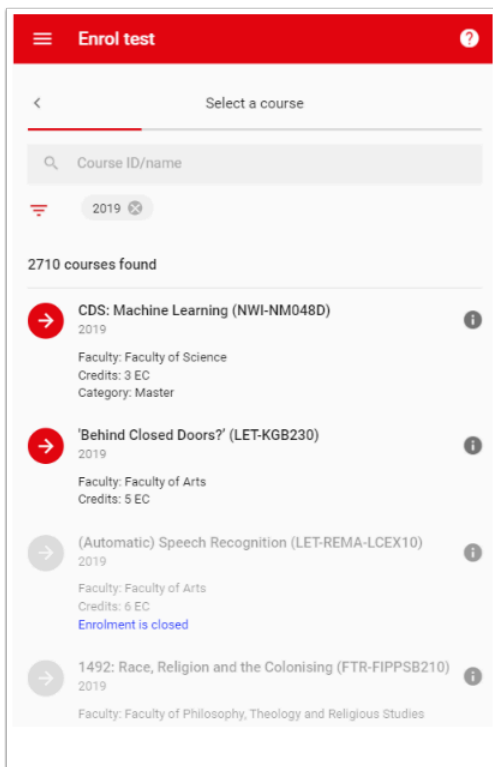 Enrol test
Select a course
Course ID/name
2019
2710 courses found
CDS: Machine Learning (NWI-NM048D)
2019
Faculty: Faculty of Science
Credits: 3 EC
Category: Master
'Behind Closed Doors?' (LET-KGB230)
2019
Faculty: Faculty of Arts
Credits: 5 EC
(Automatic) Speech Recognition (LET-REMA-LCEX10)
2019
Faculty: Faculty of Arts
Credits: 6 EC
Enrolment is closed
1492: Race, Religion and the Colonising (FTR-FIPPSB210)
2019
Faculty: Faculty of Philosophy, Theology and Religious Studies